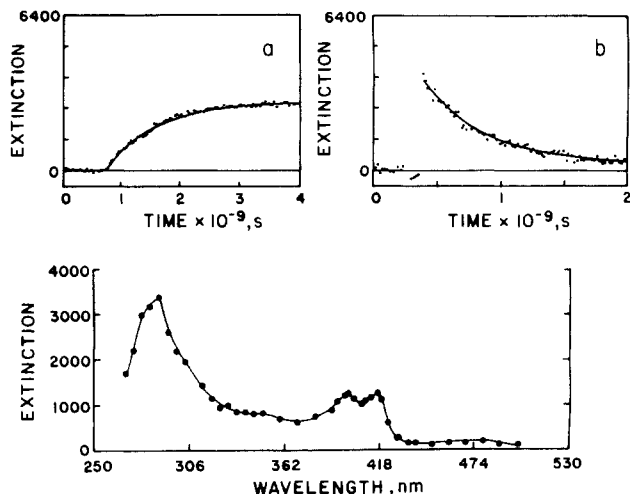 6400
EXTINCTION
0
a
0 1 2 3 4
TIME × 10⁻⁹, s
6400
EXTINCTION
0
b
0 1 2
TIME × 10⁻⁹, s
4000
3000
2000
1000
0
EXTINCTION
250 306 362 418 474 530
WAVELENGTH, nm